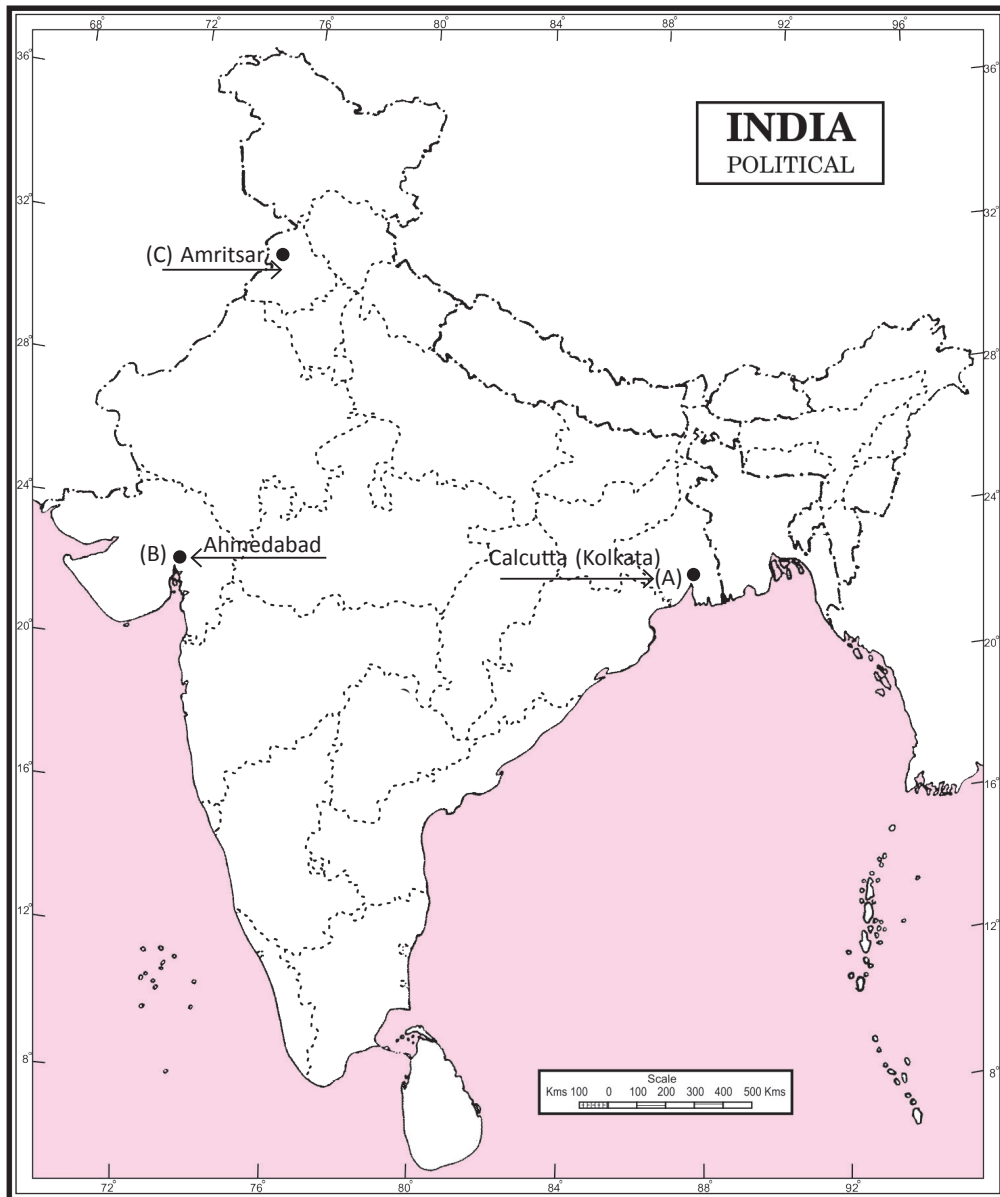 68° 72° 76° 80° 84° 88° 92° 96°
36° 36°
INDIA
POLITICAL
32° 32°
(C) Amritsar
28° 28°
24° 24°
(B) Ahmedabad
Calcutta (Kolkata)
(A)
20° 20°
16° 16°
12° 12°
8° 8°
Scale
Kms 100 0 100 200 300 400 500 Kms
72° 76° 80° 84° 88° 92°